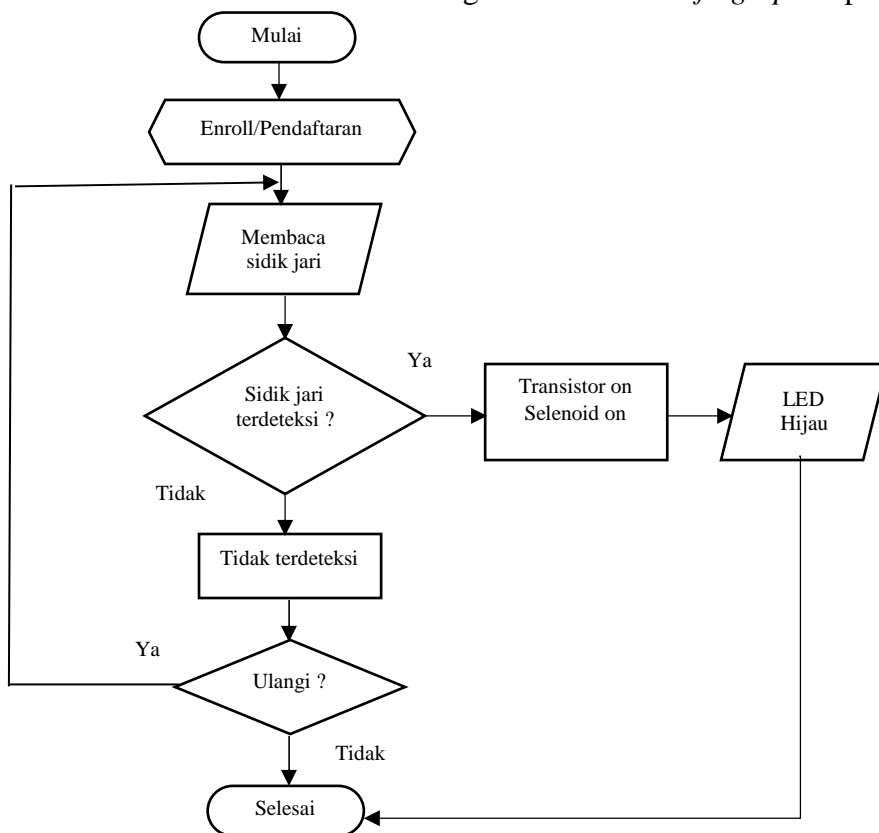 Mulai
Enroll/Pendaftaran
Membaca
sidik jari
Sidik jari
terdeteksi ?
Ya
Transistor on
Selenoid on
LED
Hijau
Tidak
Tidak terdeteksi
Ya
Ulangi ?
Tidak
Selesai